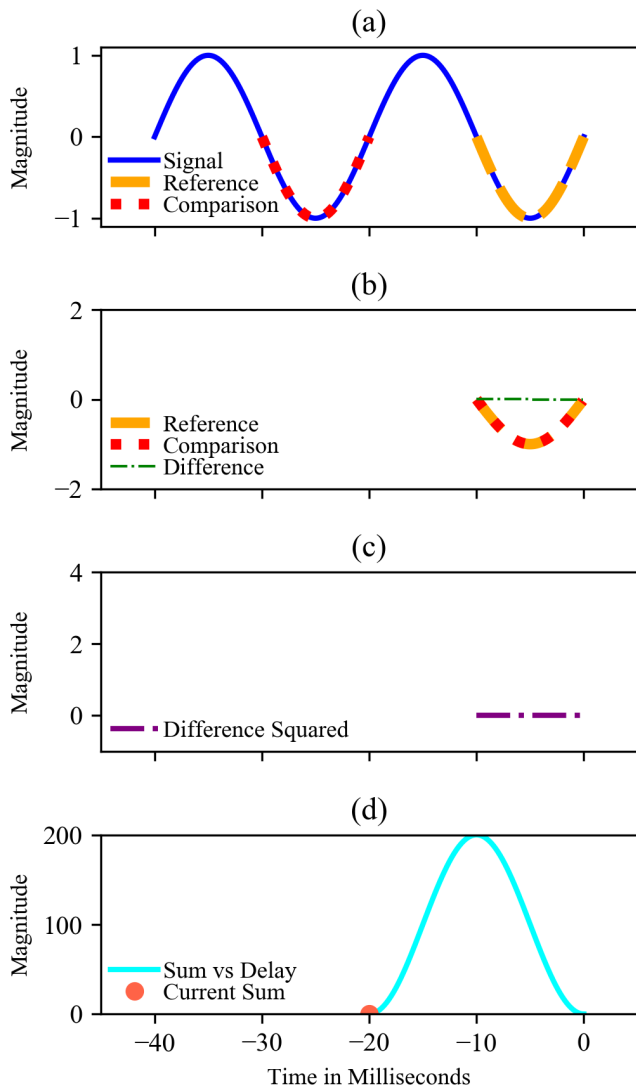 (a)
Magnitude
1
0
−1
Signal
Reference
Comparison
(b)
Magnitude
2
0
−2
Reference
Comparison
Difference
(c)
Magnitude
4
2
0
Difference Squared
(d)
Magnitude
200
100
0
Sum vs Delay
Current Sum
−40 −30 −20 −10 0
Time in Milliseconds